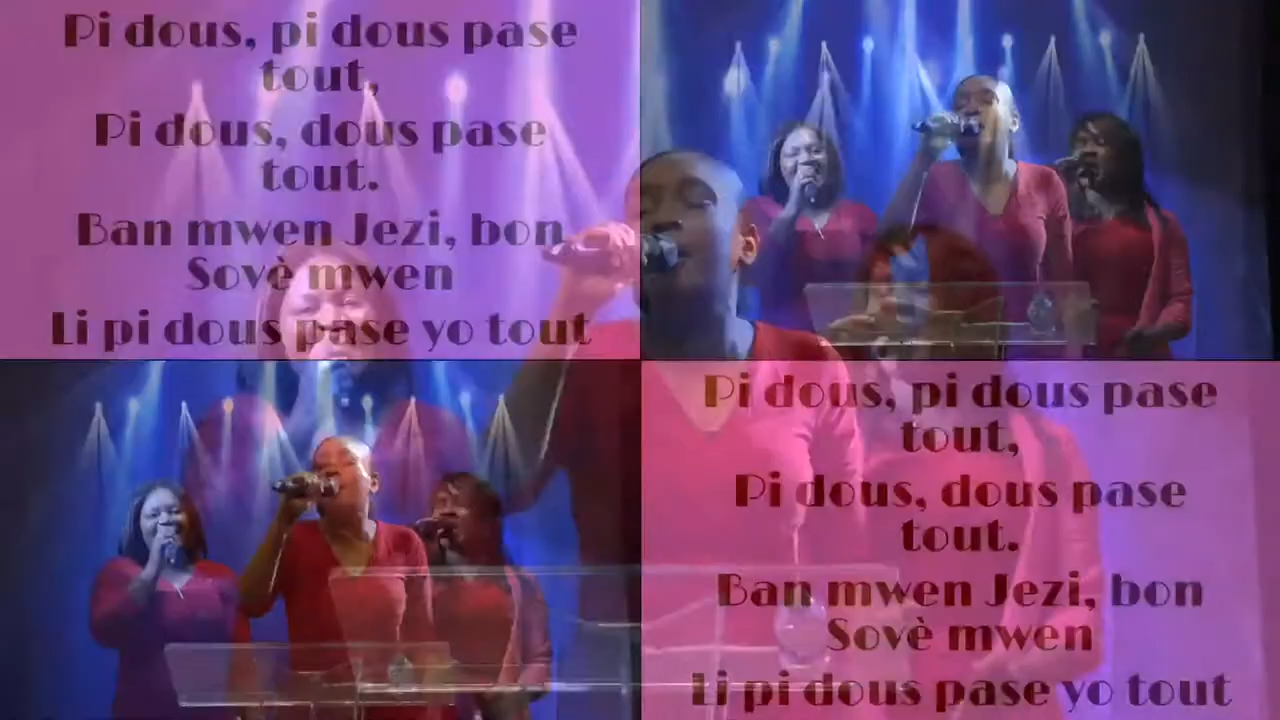 Pi dous, pi dous pase
tout,
Pi dous, dous pase
tout.
Ban mwen Jezi, bon
Sovè mwen
Li pi dous pase yo tout
Pi dous, pi dous pase
tout,
Pi dous, dous pase
tout.
Ban mwen Jezi, bon
Sovè mwen
Li pi dous pase yo tout